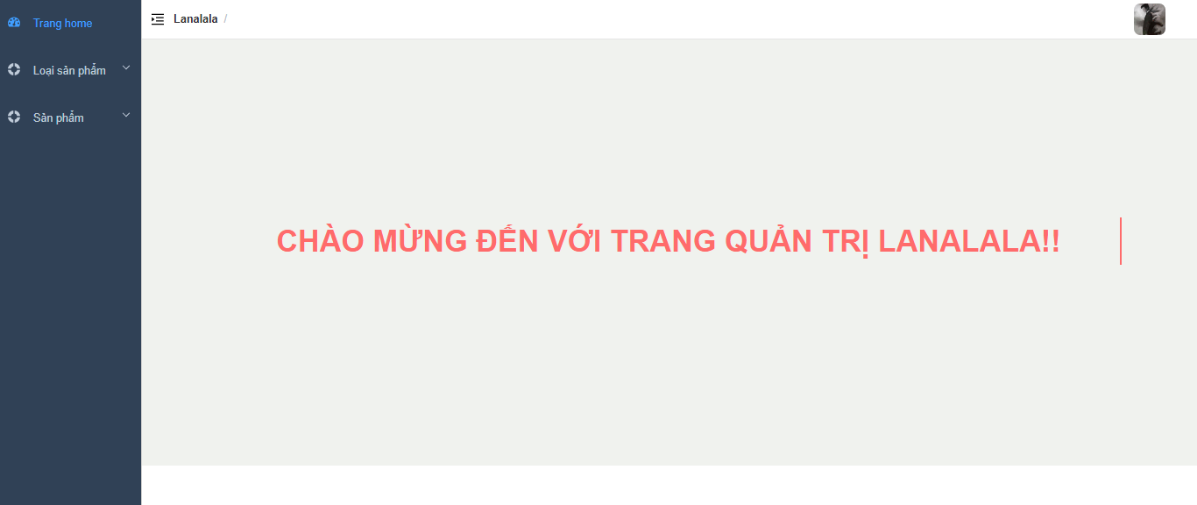 Trang home
Loại sản phẩm
Sản phẩm
Lanalala /
CHÀO MỪNG ĐẾN VỚI TRANG QUẢN TRỊ LANALALA!!